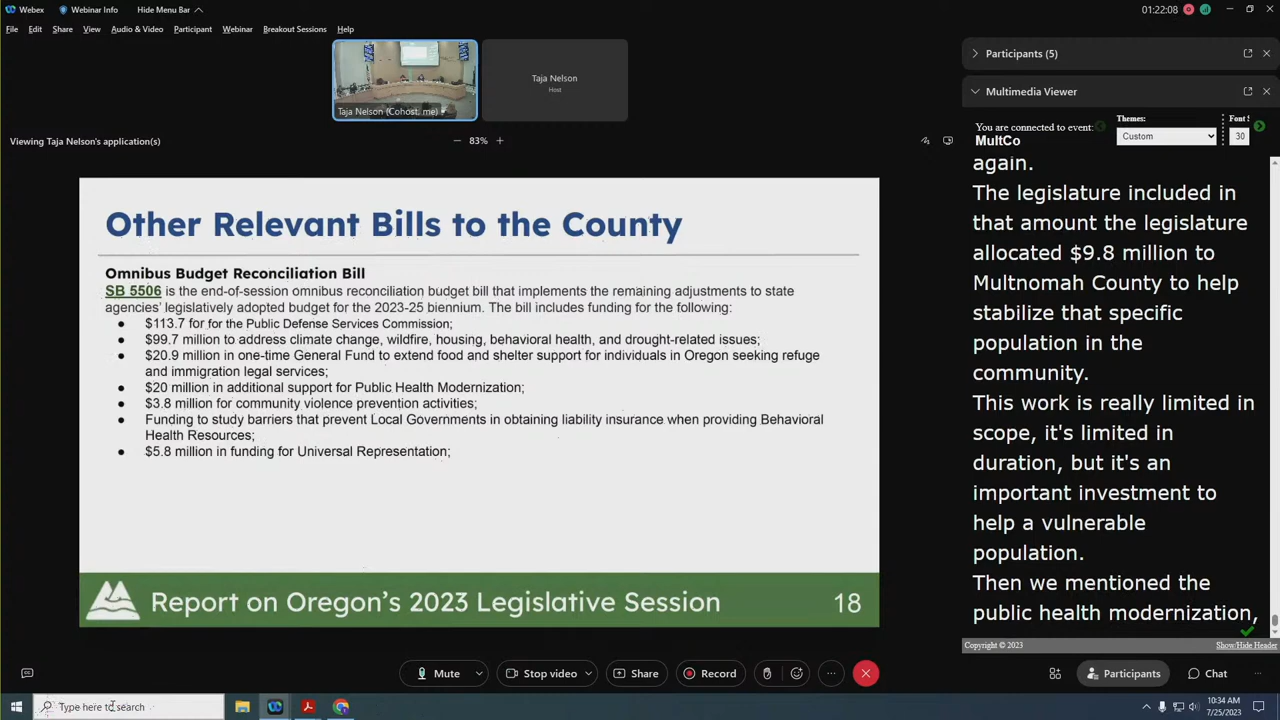 Webex
Webinar Info
Hide Menu Bar
01:22:08
File Edit Share View Audio & Video Participant Webinar Breakout Sessions Help
Taja Nelson (Cohost, me)
Taja Nelson
Host
Viewing Taja Nelson's application(s)
83%
Other Relevant Bills to the County
Omnibus Budget Reconciliation Bill
SB 5506 is the end-of-session omnibus reconciliation budget bill that implements the remaining adjustments to state
agencies' legislatively adopted budget for the 2023-25 biennium. The bill includes funding for the following:
● $113.7 for for the Public Defense Services Commission;
● $99.7 million to address climate change, wildfire, housing, behavioral health, and drought-related issues;
● $20.9 million in one-time General Fund to extend food and shelter support for individuals in Oregon seeking refuge
and immigration legal services;
● $20 million in additional support for Public Health Modernization;
● $3.8 million for community violence prevention activities;
● Funding to study barriers that prevent Local Governments in obtaining liability insurance when providing Behavioral
Health Resources;
● $5.8 million in funding for Universal Representation;
Report on Oregon's 2023 Legislative Session
18
Participants (5)
Multimedia Viewer
You are connected to event:
MultCo
Themes:
Custom
Font
30
again.
The legislature included in
that amount the legislature
allocated $9.8 million to
Multnomah County to help
stabilize that specific
population in the
community.
This work is really limited in
scope, it's limited in
duration, but it's an
important investment to
help a vulnerable
population.
Then we mentioned the
public health modernization,
Copyright © 2023
Show/Hide Header
Mute
Stop video
Share
Record
Participants
Chat
Type here to search
10:34 AM
7/25/2023